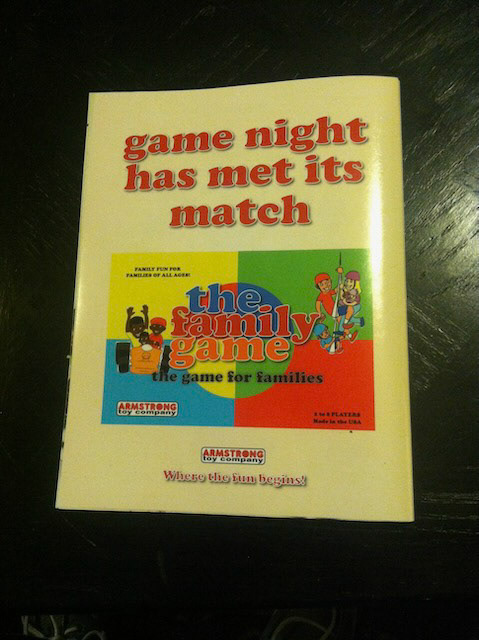 game night
has met its
match
FAMILY FUN FOR
FAMILIES OF ALL AGES!
the
family
game
the game for families
ARMSTRONG
toy company
2 to 8 PLAYERS
Made in the USA
ARMSTRONG
toy company
Where the fun begins!